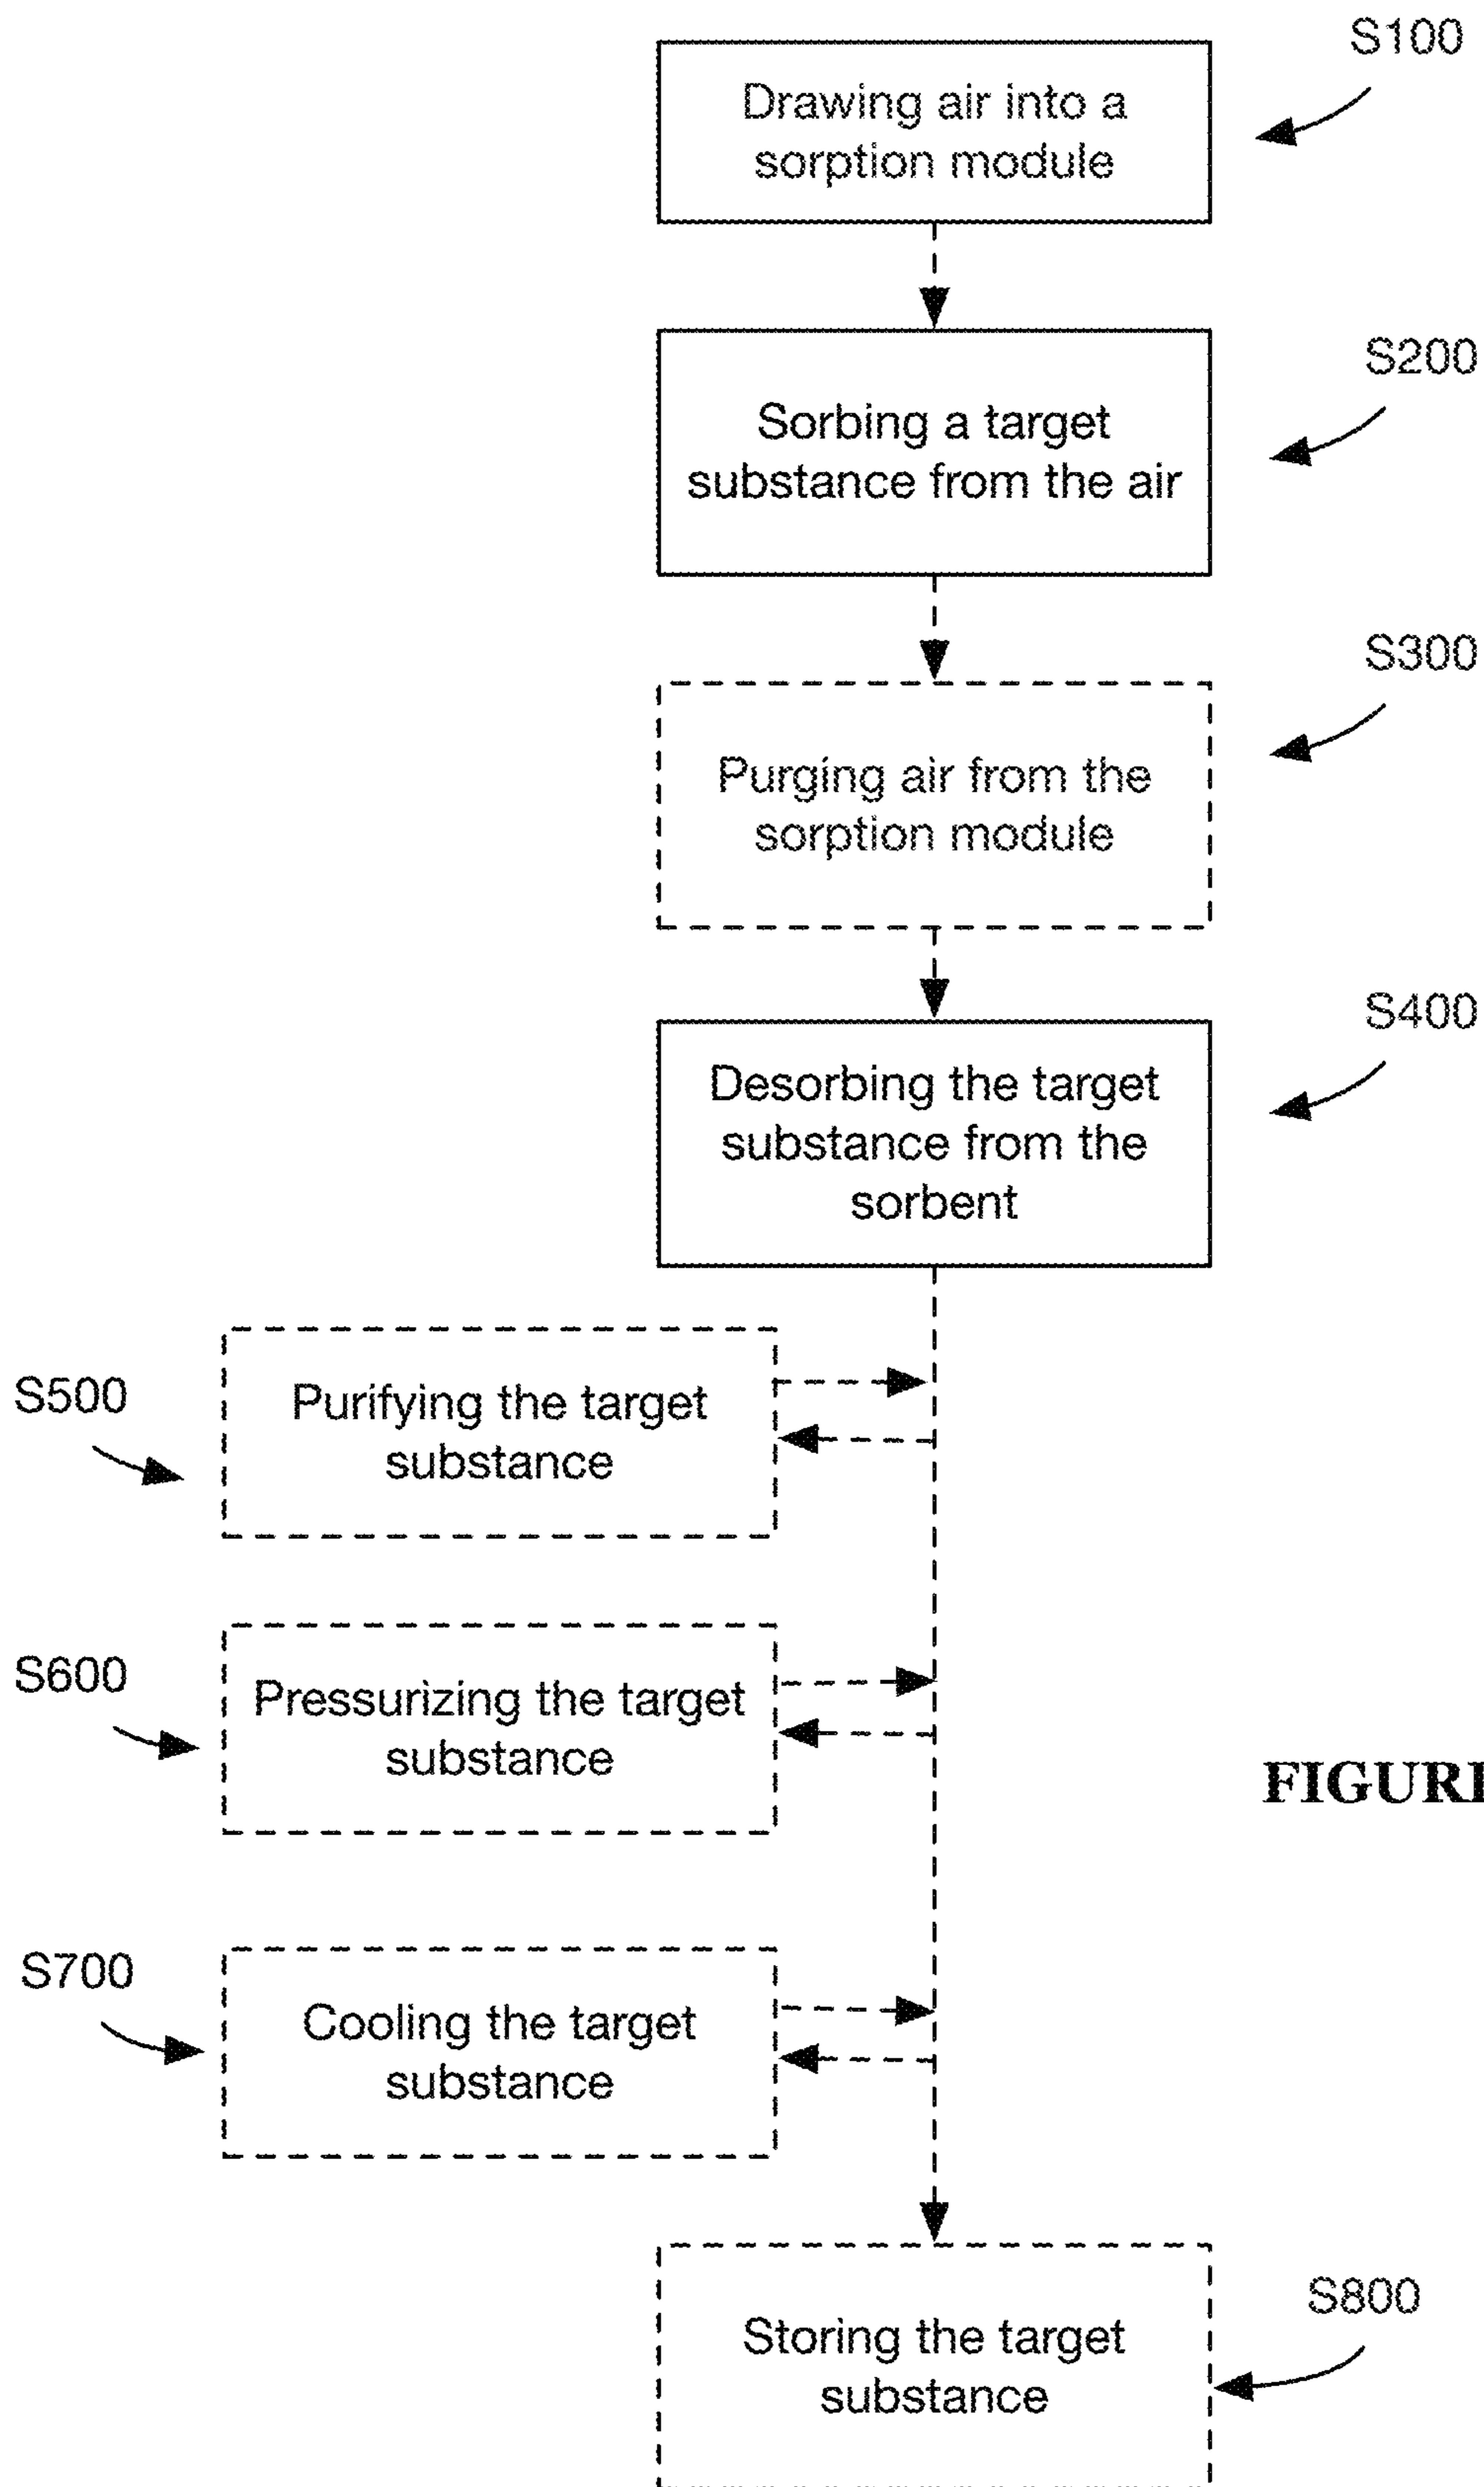 S100
Drawing air into a
sorption module
S200
Sorbing a target
substance from the air
S300
Purging air from the
sorption module
S400
Desorbing the target
substance from the
sorbent
S500
Purifying the target
substance
S600
Pressurizing the target
substance
FIGUR
S700
Cooling the target
substance
S800
Storing the target
substance